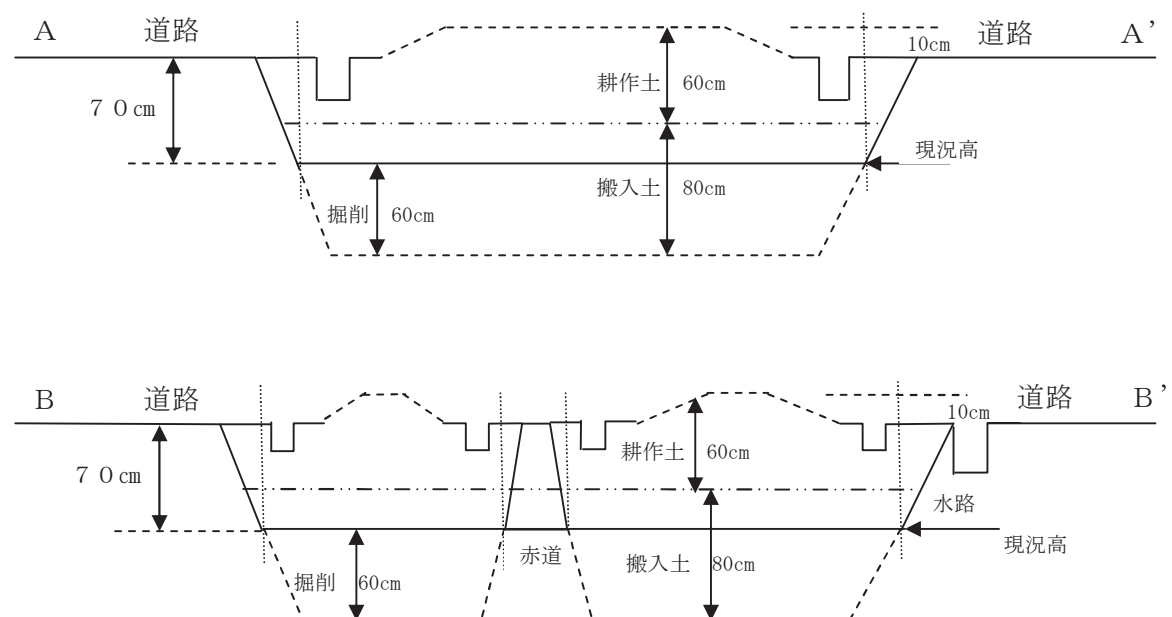 A 道路 道路 A’
10cm
耕作土 60cm
７０cm
現況高
搬入土 80cm
掘削 60cm
B 道路 道路 B’
10cm
耕作土 60cm
７０cm
水路
現況高
赤道
搬入土 80cm
掘削 60cm